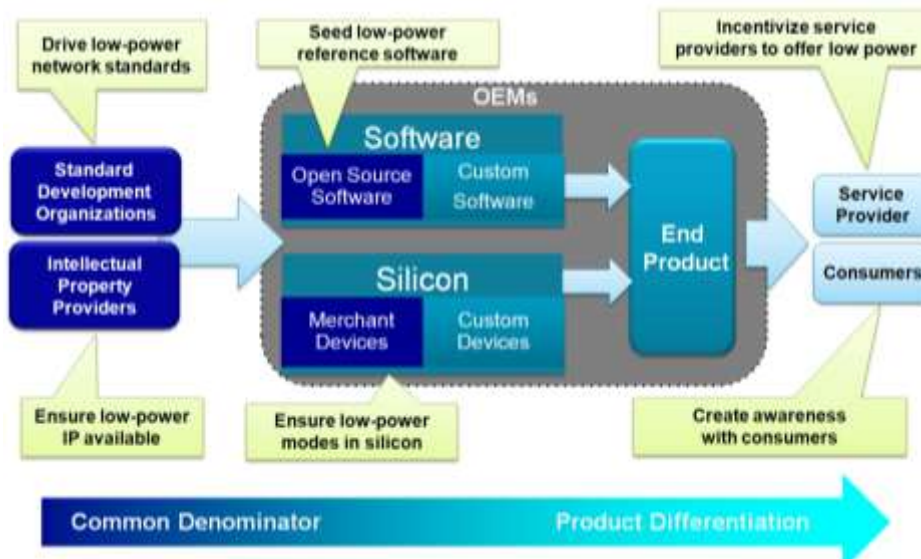 Drive low-power
network standards
Seed low-power
reference software
Incentivize service
providers to offer low power
OEMs
Standard
Development
Organizations
Intellectual
Property
Providers
Software
Open Source
Software
Custom
Software
Silicon
Merchant
Devices
Custom
Devices
End
Product
Service
Provider
Consumers
Ensure low-power
IP available
Ensure low-power
modes in silicon
Create awareness
with consumers
Common Denominator
Product Differentiation